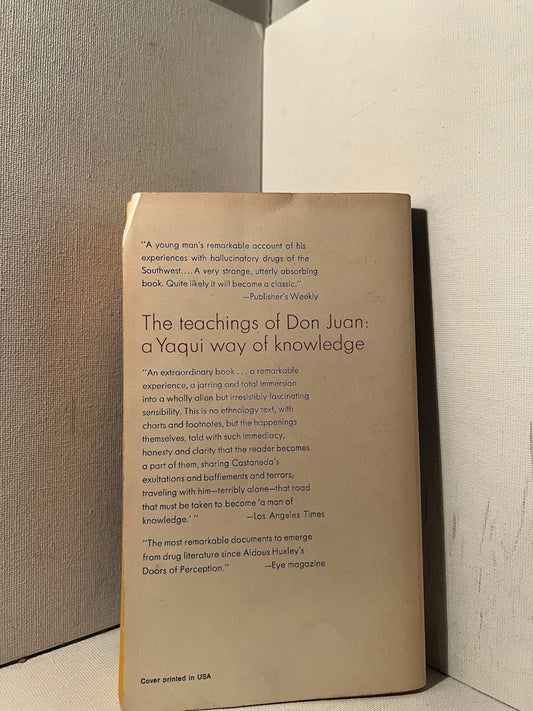 "A young man's remarkable account of his
experiences with hallucinatory drugs of the
Southwest.... A very strange, utterly absorbing
book. Quite likely it will become a classic."
—Publisher's Weekly
The teachings of Don Juan:
a Yaqui way of knowledge
"An extraordinary book . . . a remarkable
experience, a jarring and total immersion
into a wholly alien but irresistibly fascinating
sensibility. This is no ethnology text, with
charts and footnotes, but the happenings
themselves, told with such immediacy,
honesty and clarity that the reader becomes
a part of them, sharing Castaneda's
exultations and bafflements and terrors;
traveling with him—terribly alone—that road
that must be taken to become 'a man of
knowledge.' " —Los Angeles Times
"The most remarkable documents to emerge
from drug literature since Aldous Huxley's
Doors of Perception." —Eye magazine
Cover printed in USA